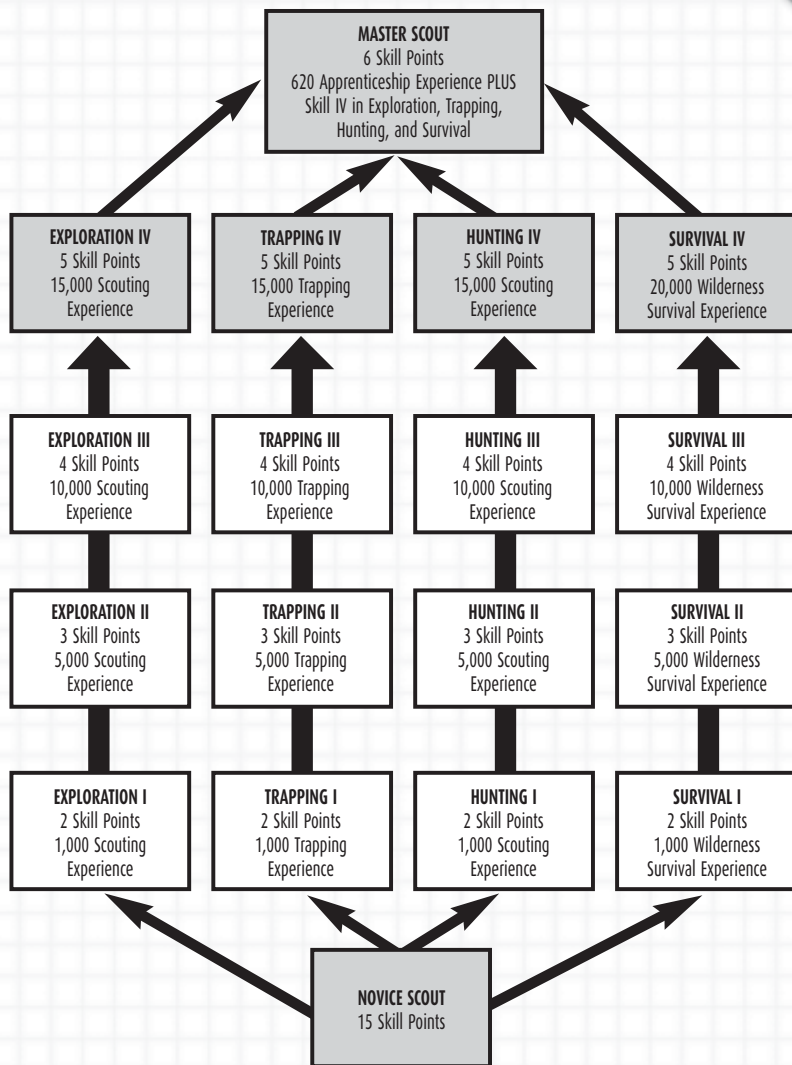 MASTER SCOUT
6 Skill Points
620 Apprenticeship Experience PLUS
Skill IV in Exploration, Trapping,
Hunting, and Survival
EXPLORATION IV
5 Skill Points
15,000 Scouting
Experience
TRAPPING IV
5 Skill Points
15,000 Trapping
Experience
HUNTING IV
5 Skill Points
15,000 Scouting
Experience
SURVIVAL IV
5 Skill Points
20,000 Wilderness
Survival Experience
EXPLORATION III
4 Skill Points
10,000 Scouting
Experience
TRAPPING III
4 Skill Points
10,000 Trapping
Experience
HUNTING III
4 Skill Points
10,000 Scouting
Experience
SURVIVAL III
4 Skill Points
10,000 Wilderness
Survival Experience
EXPLORATION II
3 Skill Points
5,000 Scouting
Experience
TRAPPING II
3 Skill Points
5,000 Trapping
Experience
HUNTING II
3 Skill Points
5,000 Scouting
Experience
SURVIVAL II
3 Skill Points
5,000 Wilderness
Survival Experience
EXPLORATION I
2 Skill Points
1,000 Scouting
Experience
TRAPPING I
2 Skill Points
1,000 Trapping
Experience
HUNTING I
2 Skill Points
1,000 Scouting
Experience
SURVIVAL I
2 Skill Points
1,000 Wilderness
Survival Experience
NOVICE SCOUT
15 Skill Points